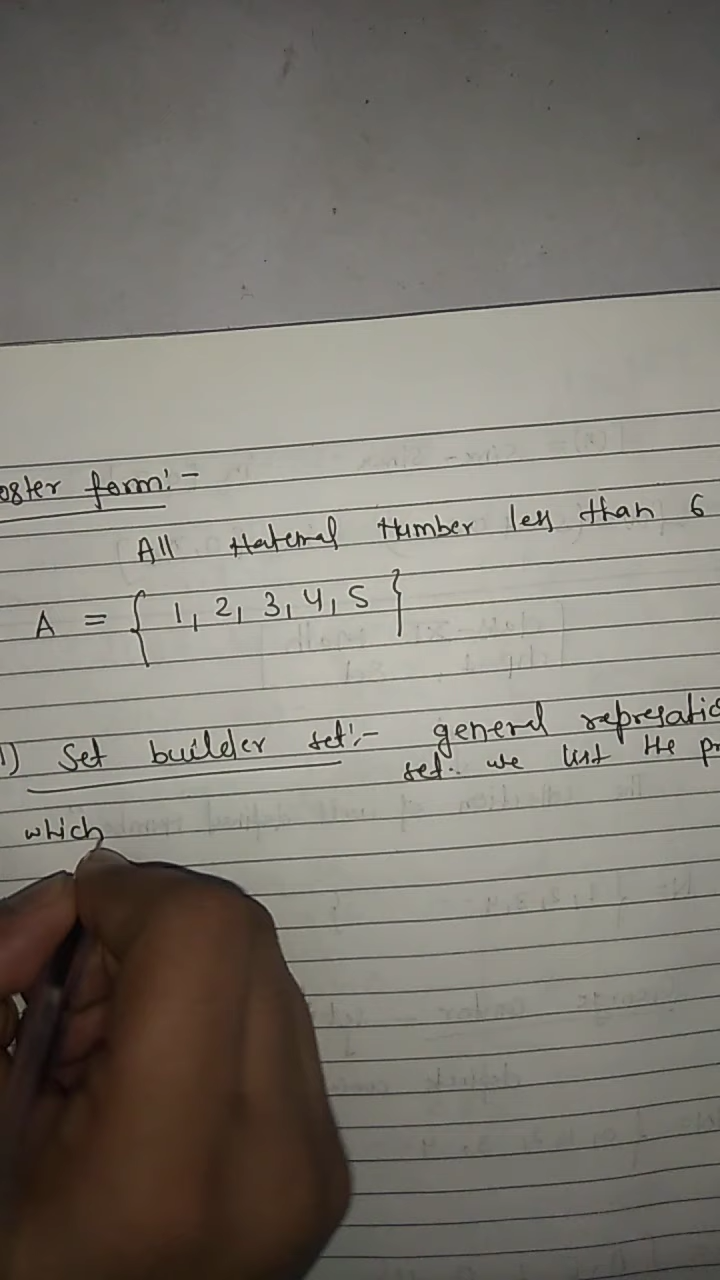 oster form:-
All Natural Number less than 6
A = { 1, 2, 3, 4, 5 }
1) Set builder set:- general represatio
set. we list the pr
which